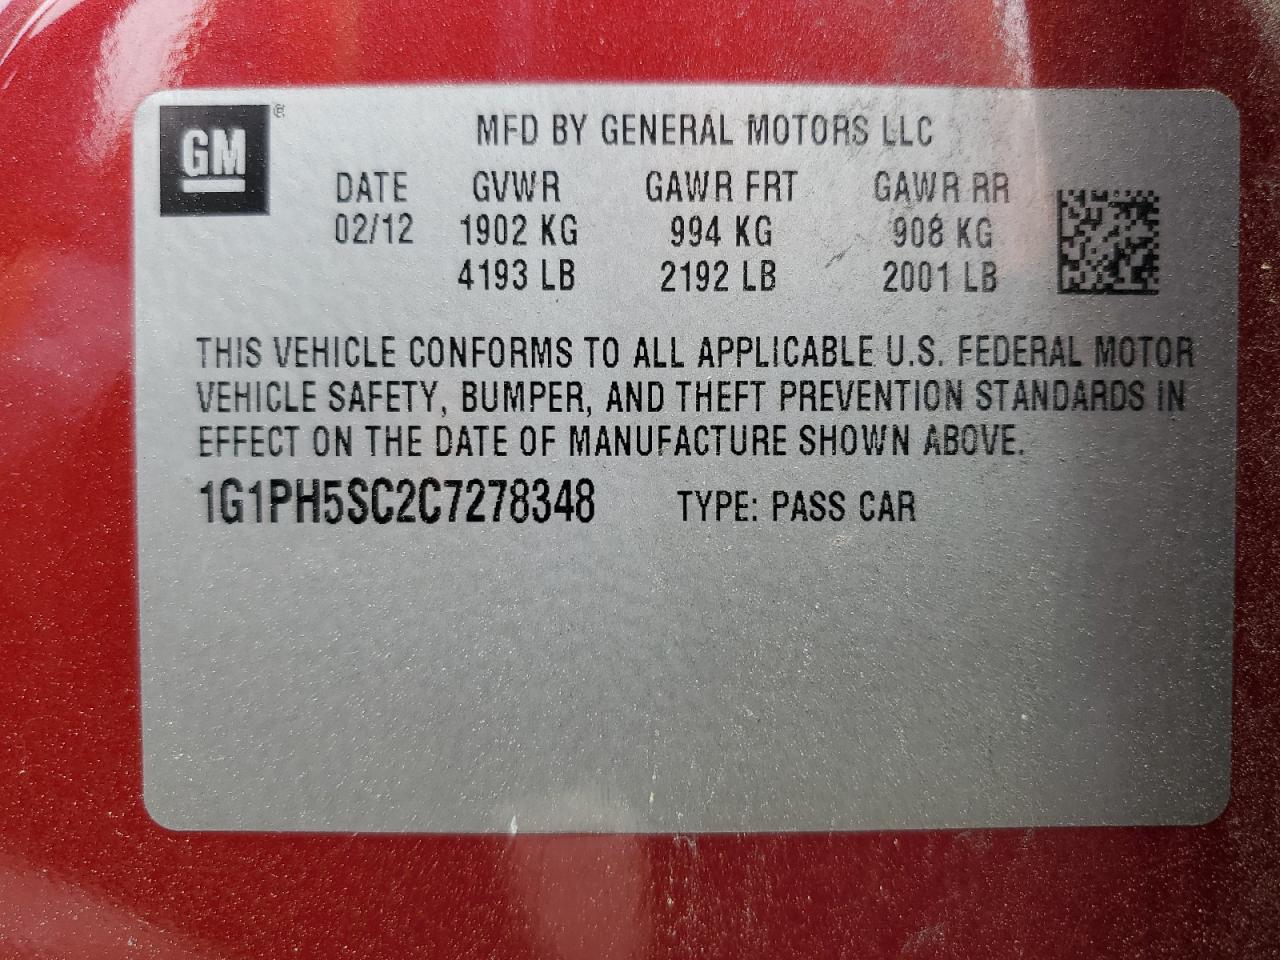 GM ®
MFD BY GENERAL MOTORS LLC
DATE GVWR GAWR FRT GAWR RR
02/12 1902 KG 994 KG 908 KG
4193 LB 2192 LB 2001 LB
THIS VEHICLE CONFORMS TO ALL APPLICABLE U.S. FEDERAL MOTOR
VEHICLE SAFETY, BUMPER, AND THEFT PREVENTION STANDARDS IN
EFFECT ON THE DATE OF MANUFACTURE SHOWN ABOVE.
1G1PH5SC2C7278348 TYPE: PASS CAR